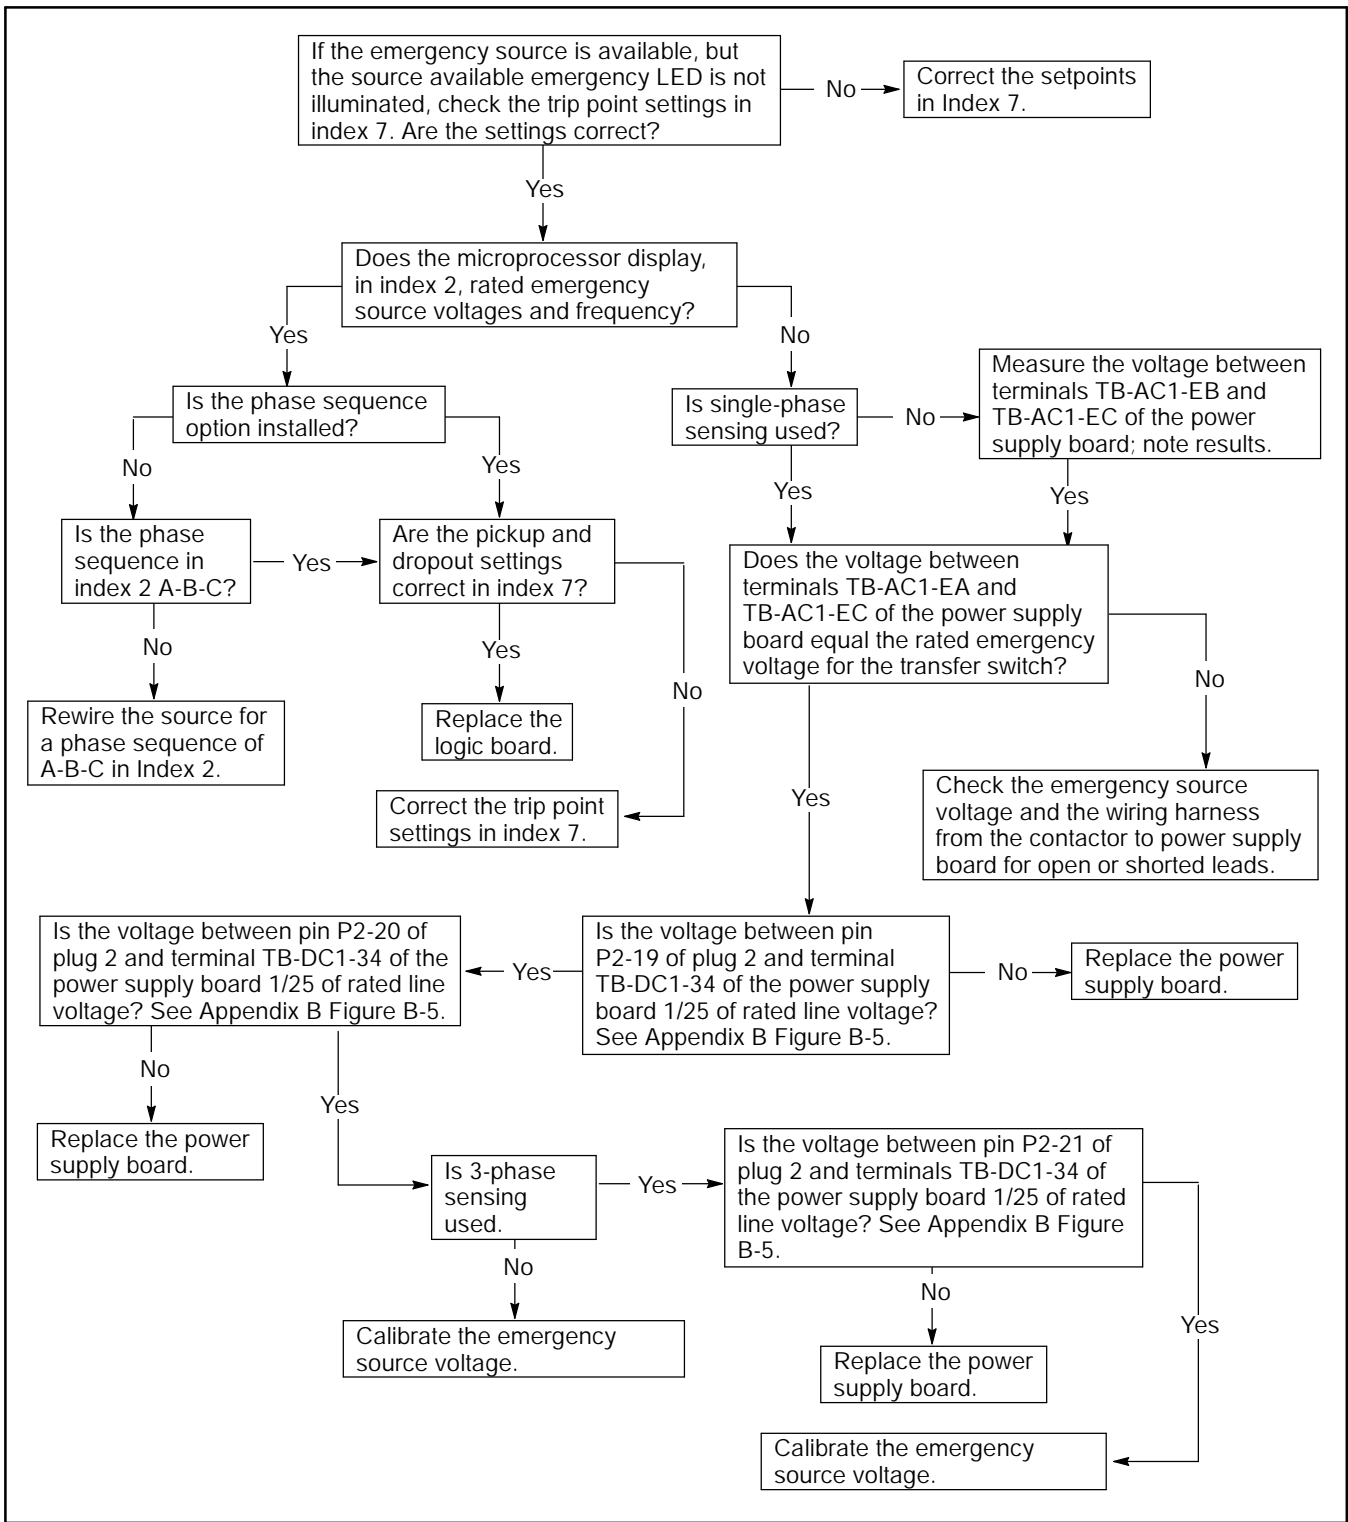 If the emergency source is available, but
the source available emergency LED is not
illuminated, check the trip point settings in
index 7. Are the settings correct?
No
Correct the setpoints
in Index 7.
Yes
Does the microprocessor display,
in index 2, rated emergency
source voltages and frequency?
Yes
No
Is the phase sequence
option installed?
Is single-phase
sensing used?
No
Measure the voltage between
terminals TB-AC1-EB and
TB-AC1-EC of the power
supply board; note results.
No
Yes
Yes
Yes
Is the phase
sequence in
index 2 A-B-C?
Yes
Are the pickup and
dropout settings
correct in index 7?
Does the voltage between
terminals TB-AC1-EA and
TB-AC1-EC of the power supply
board equal the rated emergency
voltage for the transfer switch?
No
Yes
No
No
Rewire the source for
a phase sequence of
A-B-C in Index 2.
Replace the
logic board.
Correct the trip point
settings in index 7.
Yes
Check the emergency source
voltage and the wiring harness
from the contactor to power supply
board for open or shorted leads.
Is the voltage between pin P2-20 of
plug 2 and terminal TB-DC1-34 of the
power supply board 1/25 of rated line
voltage? See Appendix B Figure B-5.
Yes
Is the voltage between pin
P2-19 of plug 2 and terminal
TB-DC1-34 of the power supply
board 1/25 of rated line voltage?
See Appendix B Figure B-5.
No
Replace the power
supply board.
No
Yes
Replace the power
supply board.
Is 3-phase
sensing
used.
Yes
Is the voltage between pin P2-21 of
plug 2 and terminals TB-DC1-34 of
the power supply board 1/25 of rated
line voltage? See Appendix B Figure
B-5.
No
No
Yes
Calibrate the emergency
source voltage.
Replace the power
supply board.
Calibrate the emergency
source voltage.